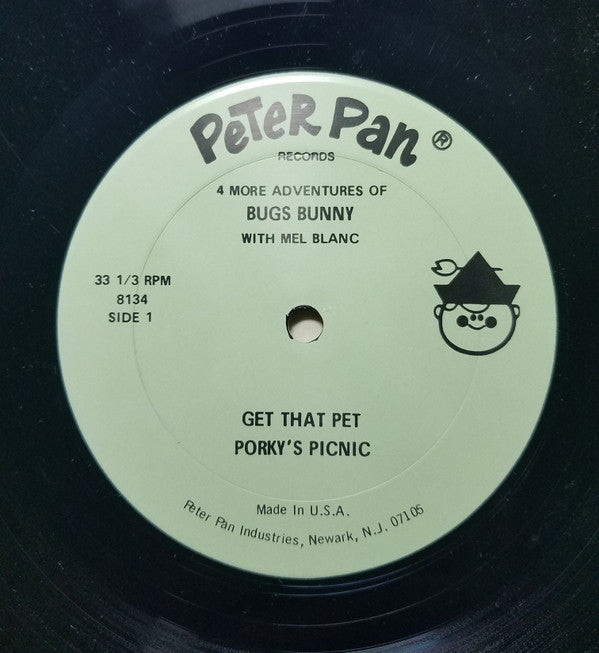 PeTeR Pan ®
RECORDS
4 MORE ADVENTURES OF
BUGS BUNNY
WITH MEL BLANC
33 1/3 RPM
8134
SIDE 1
GET THAT PET
PORKY'S PICNIC
Made In U.S.A.
Peter Pan Industries, Newark, N.J. 07105